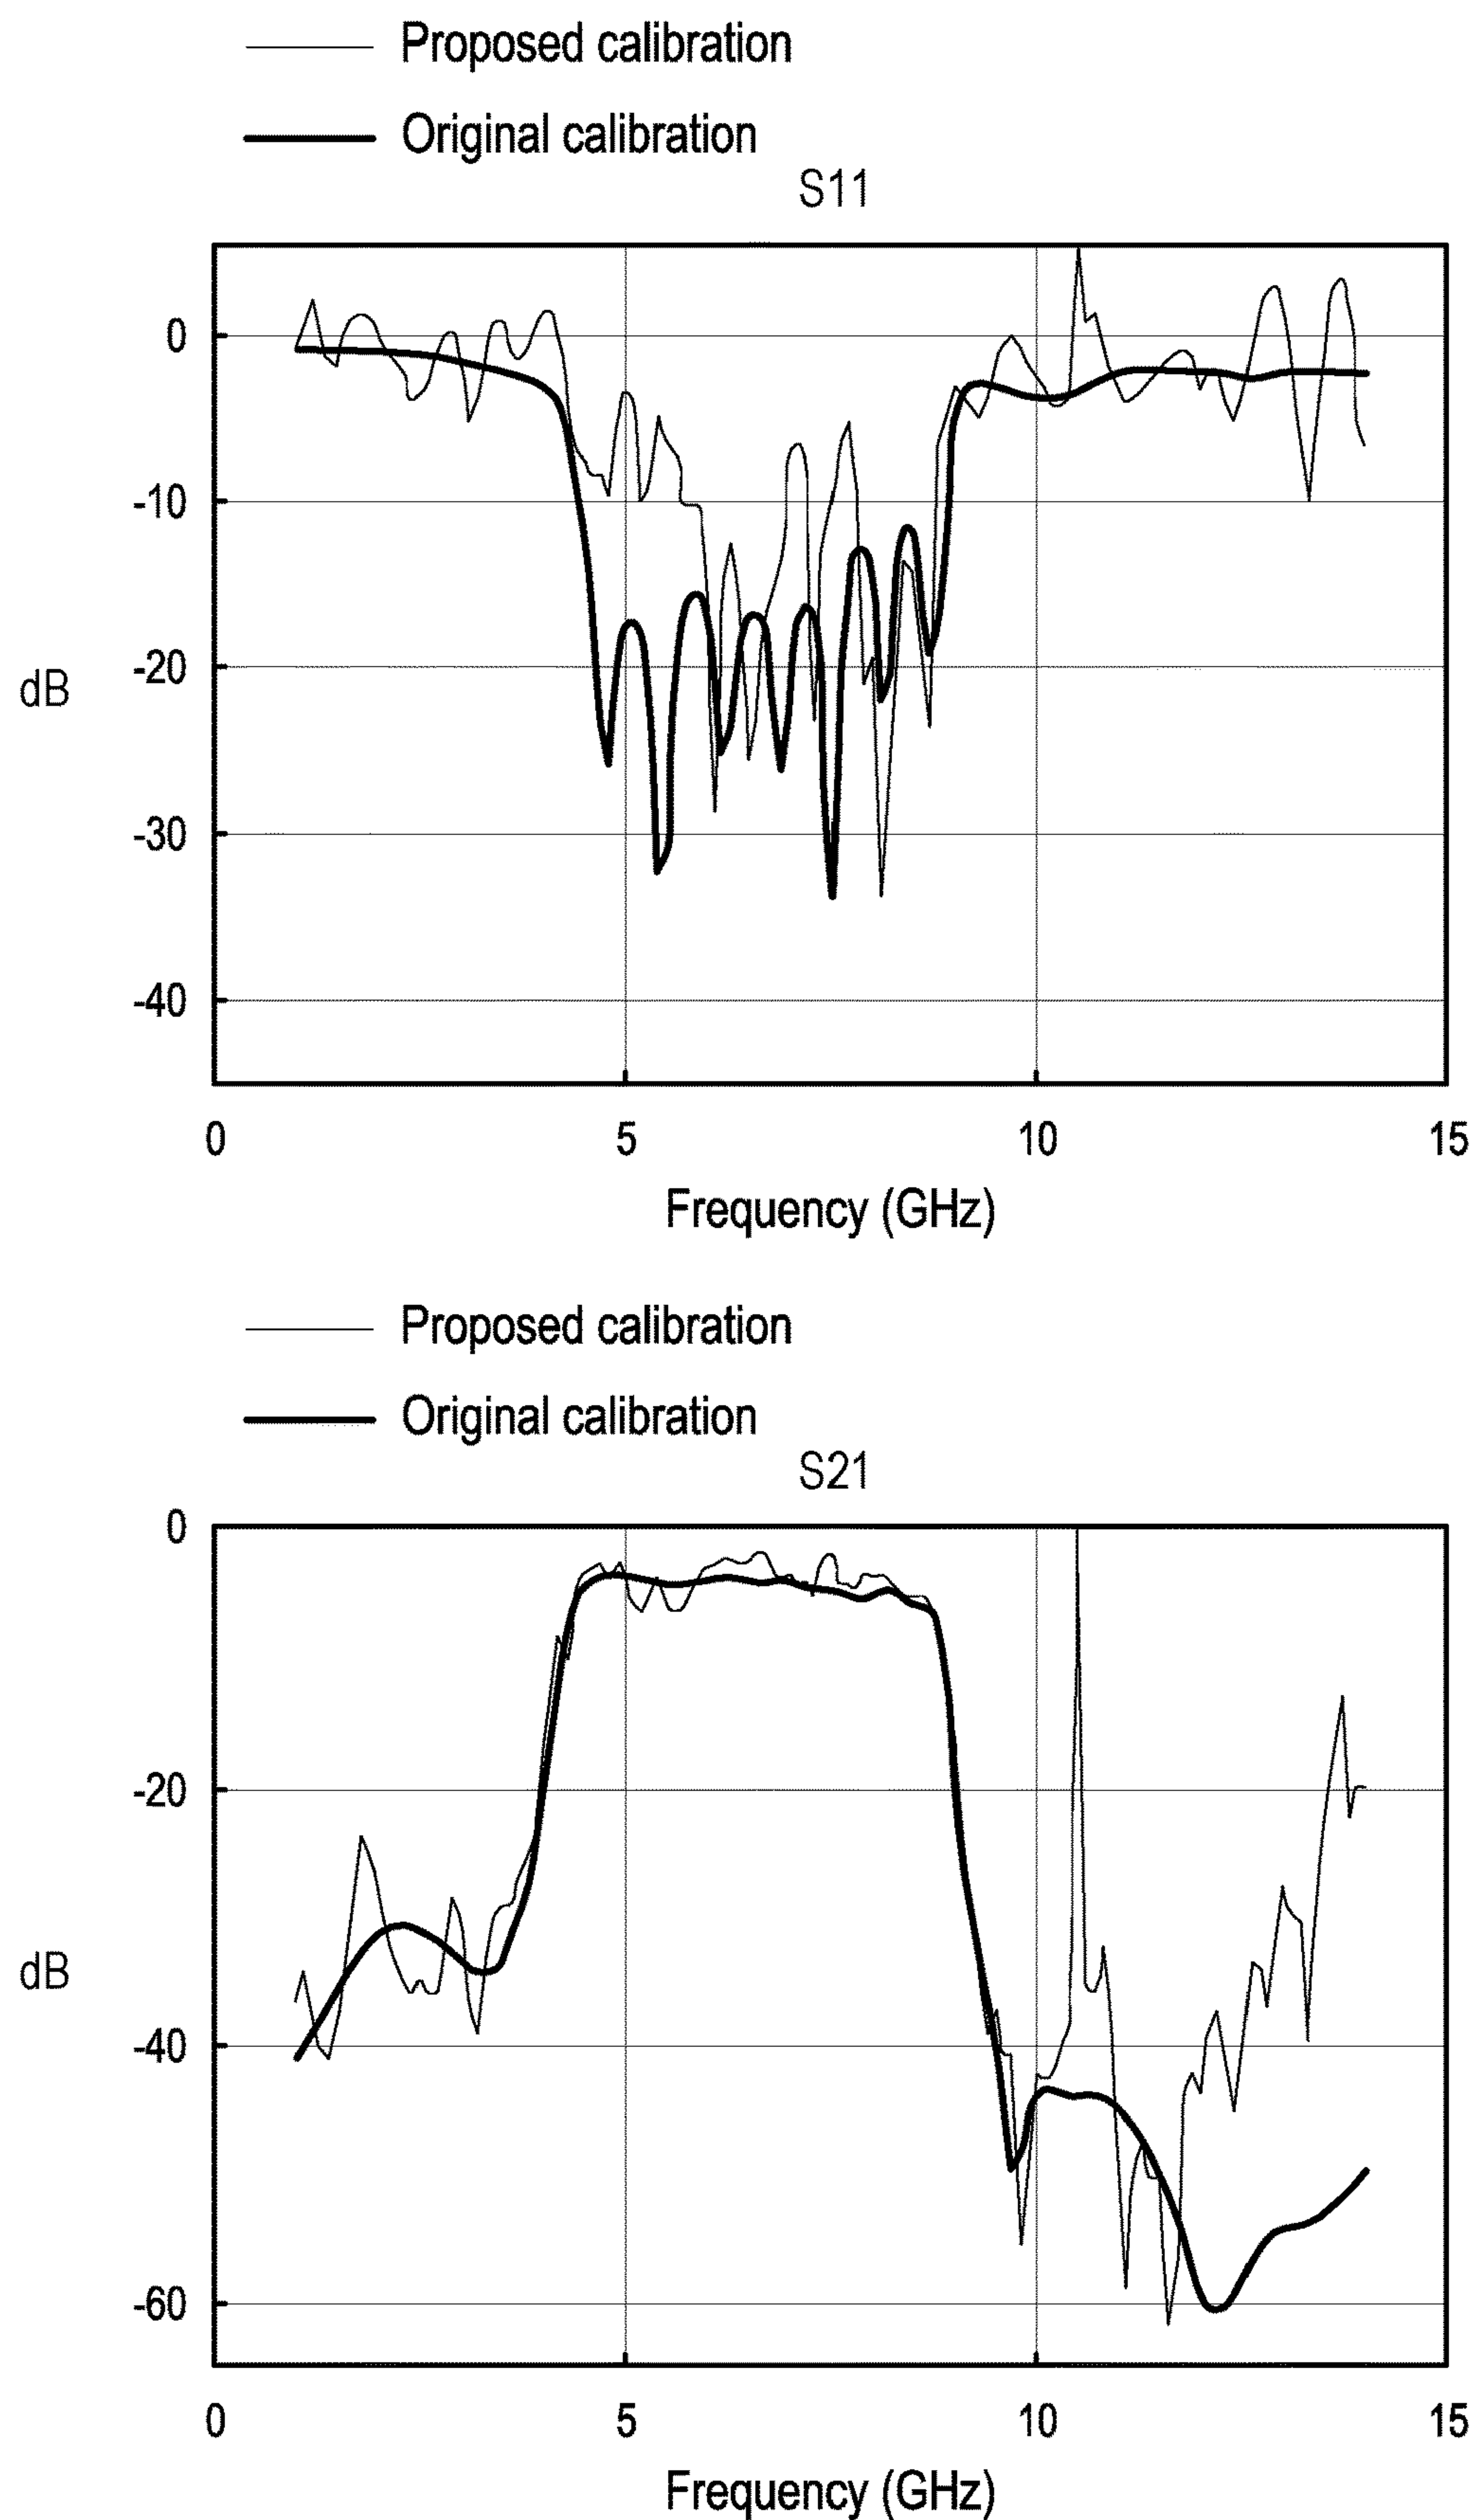 Proposed calibration
Original calibration
S11
0
-10
-20
-30
-40
dB
0 5 10 15
Frequency (GHz)
Proposed calibration
Original calibration
S21
0
-20
-40
-60
dB
0 5 10 15
Frequency (GHz)